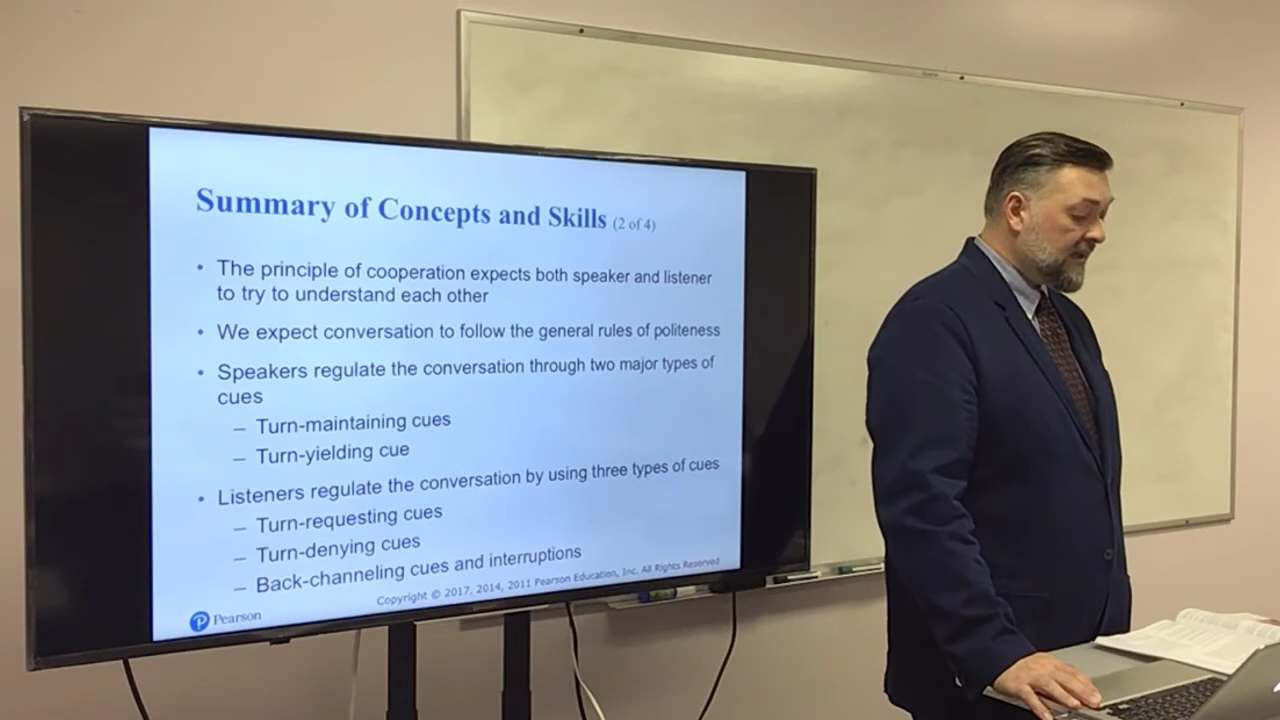 Summary of Concepts and Skills (2 of 4)
• The principle of cooperation expects both speaker and listener
to try to understand each other
• We expect conversation to follow the general rules of politeness
• Speakers regulate the conversation through two major types of
cues
– Turn-maintaining cues
– Turn-yielding cue
• Listeners regulate the conversation by using three types of cues
– Turn-requesting cues
– Turn-denying cues
– Back-channeling cues and interruptions
Copyright © 2017, 2014, 2011 Pearson Education, Inc. All Rights Reserved
P Pearson